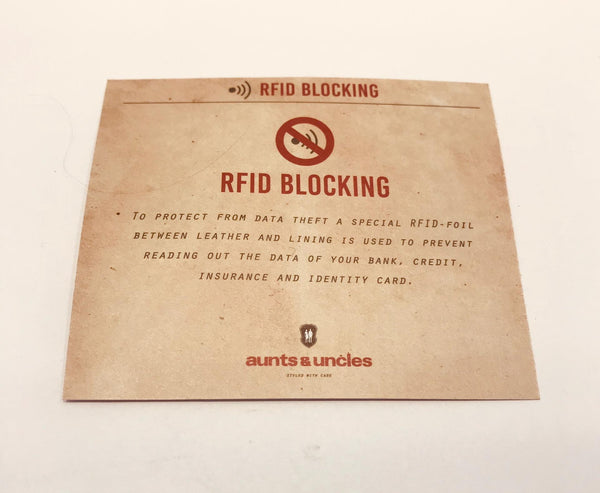 RFID BLOCKING
RFID BLOCKING
TO PROTECT FROM DATA THEFT A SPECIAL RFID-FOIL
BETWEEN LEATHER AND LINING IS USED TO PREVENT
READING OUT THE DATA OF YOUR BANK, CREDIT,
INSURANCE AND IDENTITY CARD.
aunts & uncles
STYLED WITH CARE